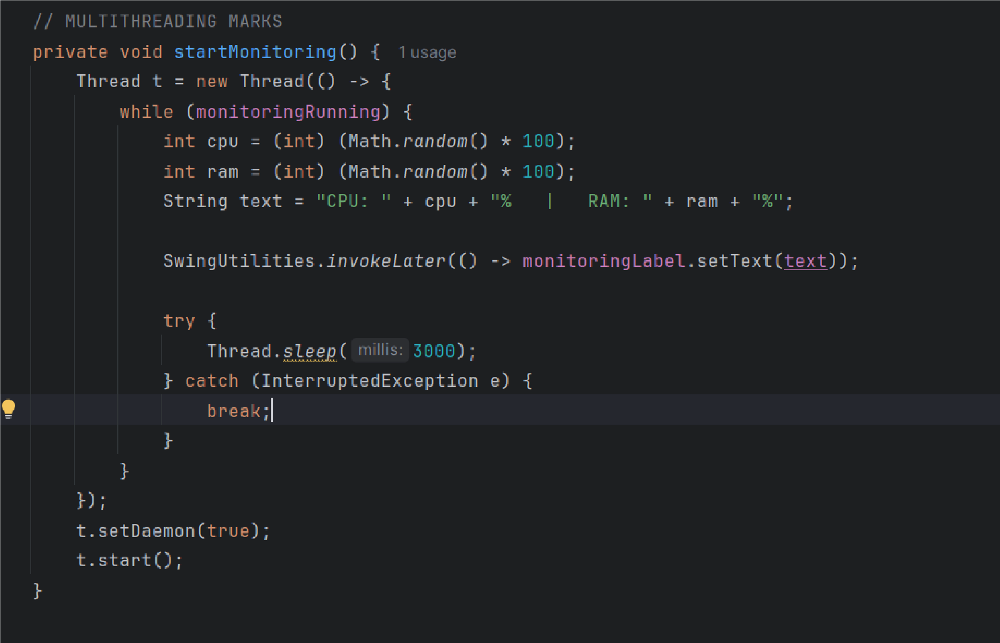 // MULTITHREADING MARKS
private void startMonitoring() { 1 usage
Thread t = new Thread(() -> {
while (monitoringRunning) {
int cpu = (int) (Math.random() * 100);
int ram = (int) (Math.random() * 100);
String text = "CPU: " + cpu + "%   |   RAM: " + ram + "%";
SwingUtilities.invokeLater(() -> monitoringLabel.setText(text));
try {
Thread.sleep( millis: 3000);
} catch (InterruptedException e) {
break;
}
}
});
t.setDaemon(true);
t.start();
}